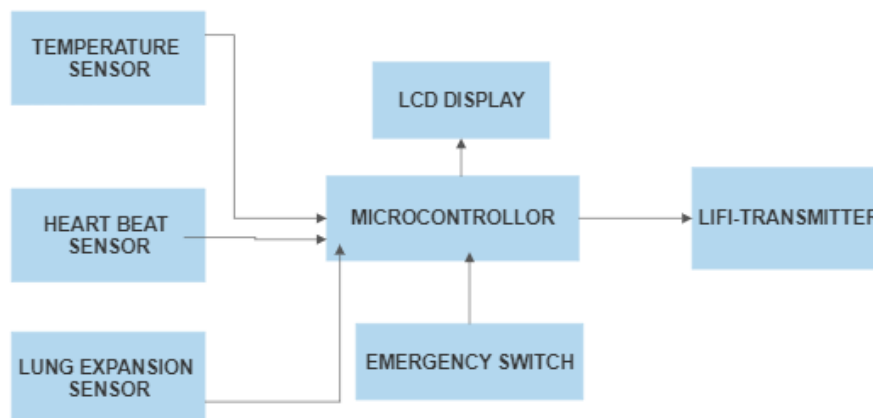 TEMPERATURE
SENSOR
LCD DISPLAY
HEART BEAT
SENSOR
MICROCONTROLLOR
LIFI-TRANSMITTER
LUNG EXPANSION
SENSOR
EMERGENCY SWITCH